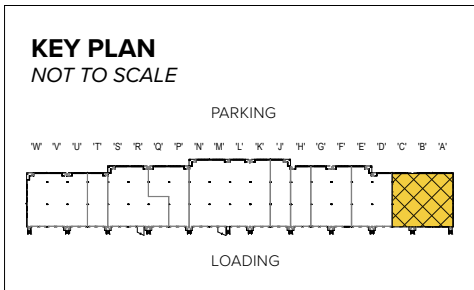 KEY PLAN
NOT TO SCALE
PARKING
'W' 'V' 'U' 'T' 'S' 'R' 'Q' 'P' 'N' 'M' 'L' 'K' 'J' 'H' 'G' 'F' 'E' 'D' 'C' 'B' 'A'
LOADING